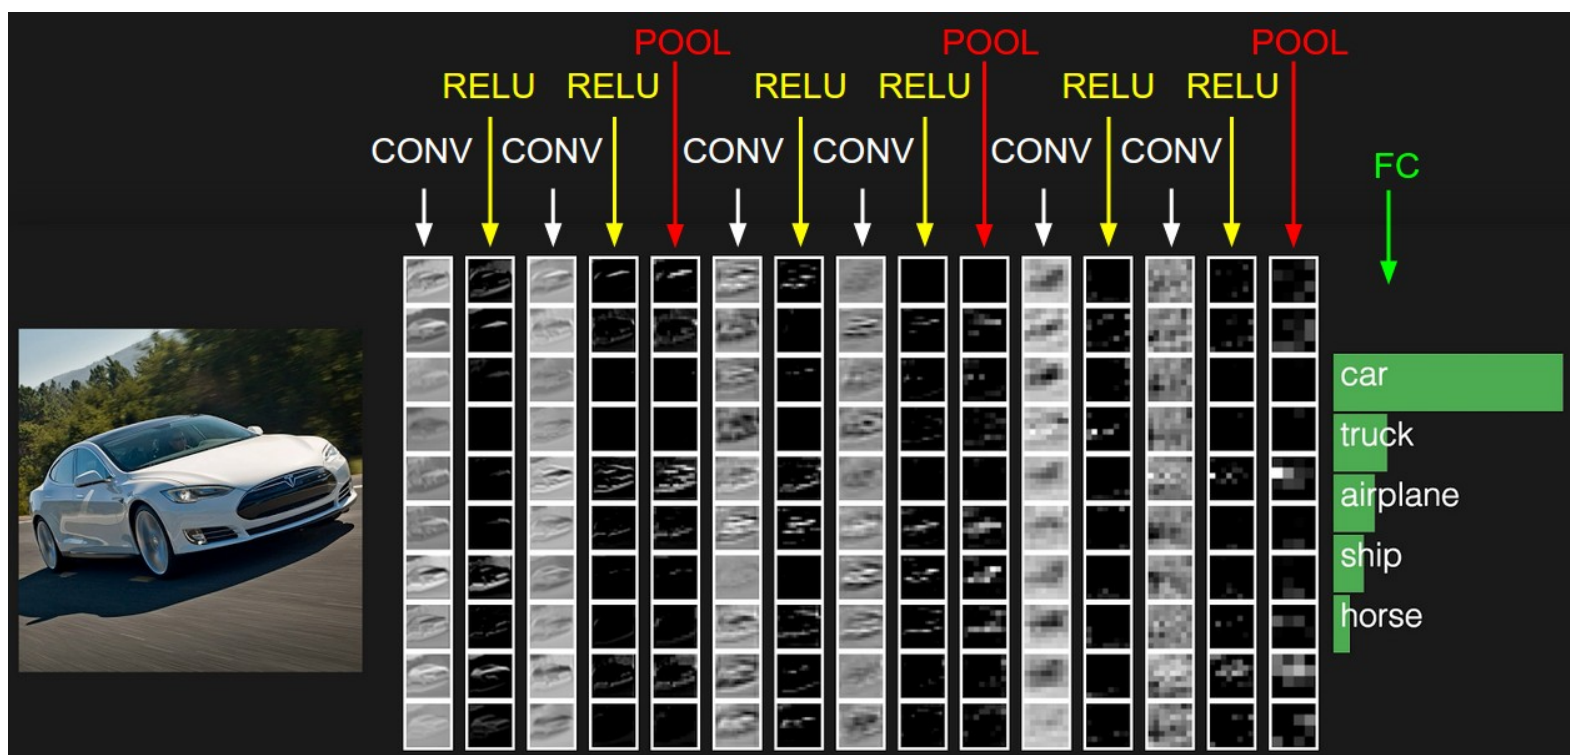 POOL POOL POOL
RELU RELU RELU RELU RELU RELU
CONV CONV CONV CONV CONV CONV
FC
car
truck
airplane
ship
horse